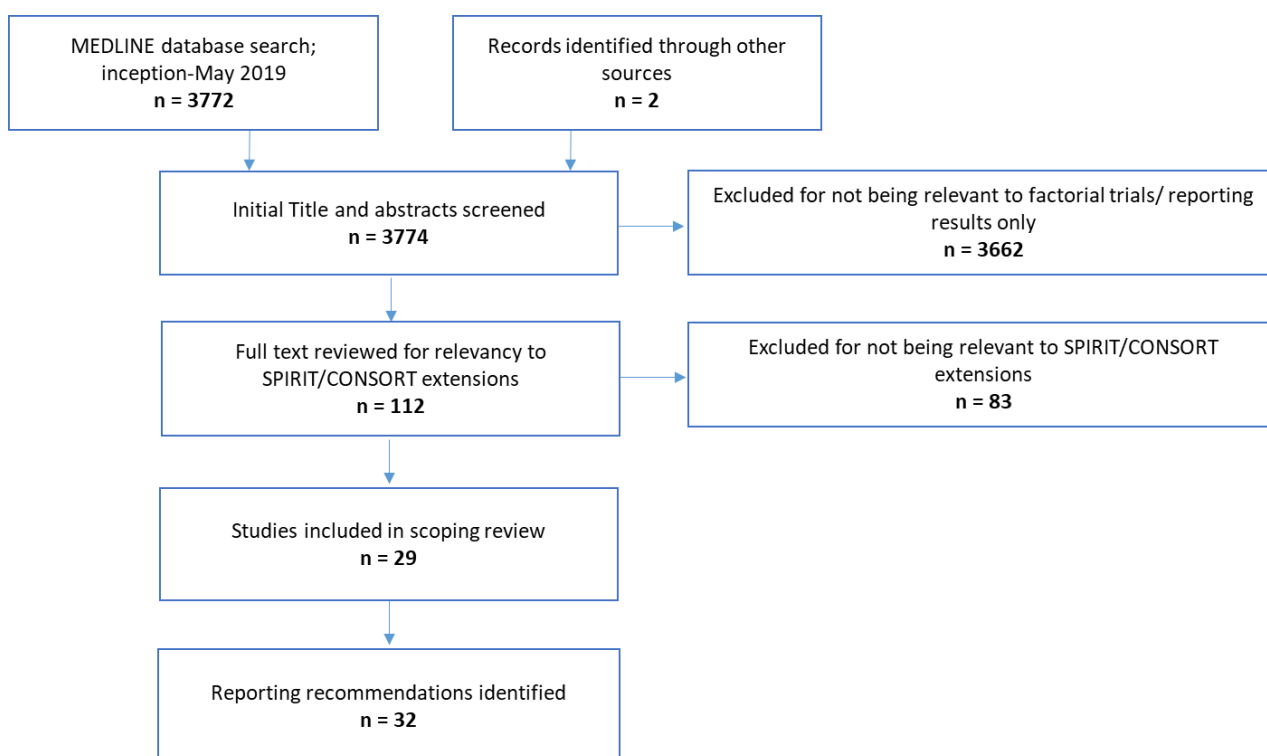 MEDLINE database search;
inception-May 2019
n = 3772
Records identified through other
sources
n = 2
Initial Title and abstracts screened
n = 3774
Excluded for not being relevant to factorial trials/ reporting
results only
n = 3662
Full text reviewed for relevancy to
SPIRIT/CONSORT extensions
n = 112
Excluded for not being relevant to SPIRIT/CONSORT
extensions
n = 83
Studies included in scoping review
n = 29
Reporting recommendations identified
n = 32